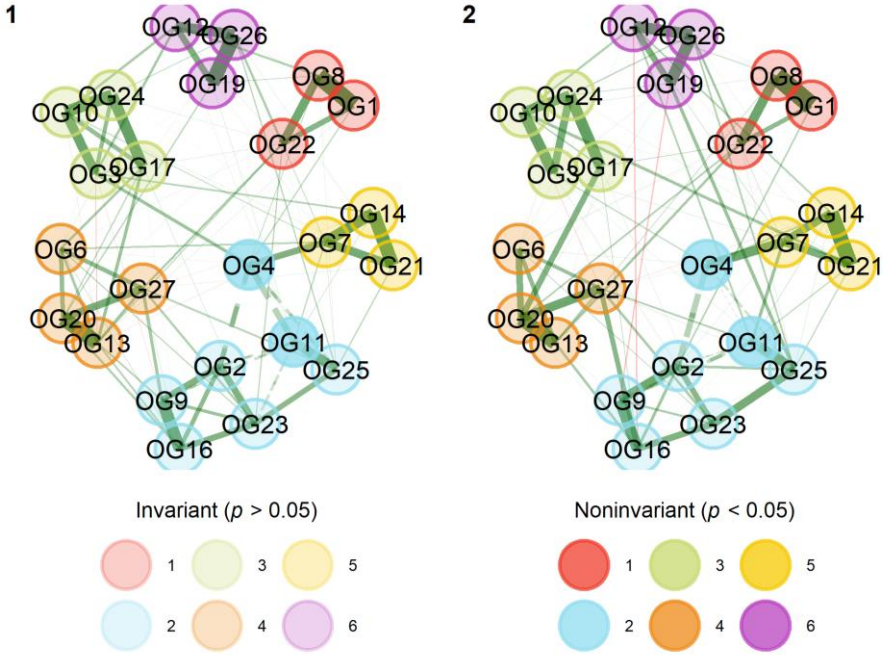 1
2
OG12
OG26
OG19
OG8
OG1
OG22
OG24
OG10
OG3
OG17
OG14
OG7
OG21
OG6
OG4
OG27
OG20
OG13
OG11
OG2
OG25
OG9
OG23
OG16
OG12
OG26
OG19
OG8
OG1
OG22
OG24
OG10
OG3
OG17
OG14
OG7
OG21
OG6
OG4
OG27
OG20
OG13
OG11
OG2
OG25
OG9
OG23
OG16
Invariant (p > 0.05)
1 3 5
2 4 6
Noninvariant (p < 0.05)
1 3 5
2 4 6